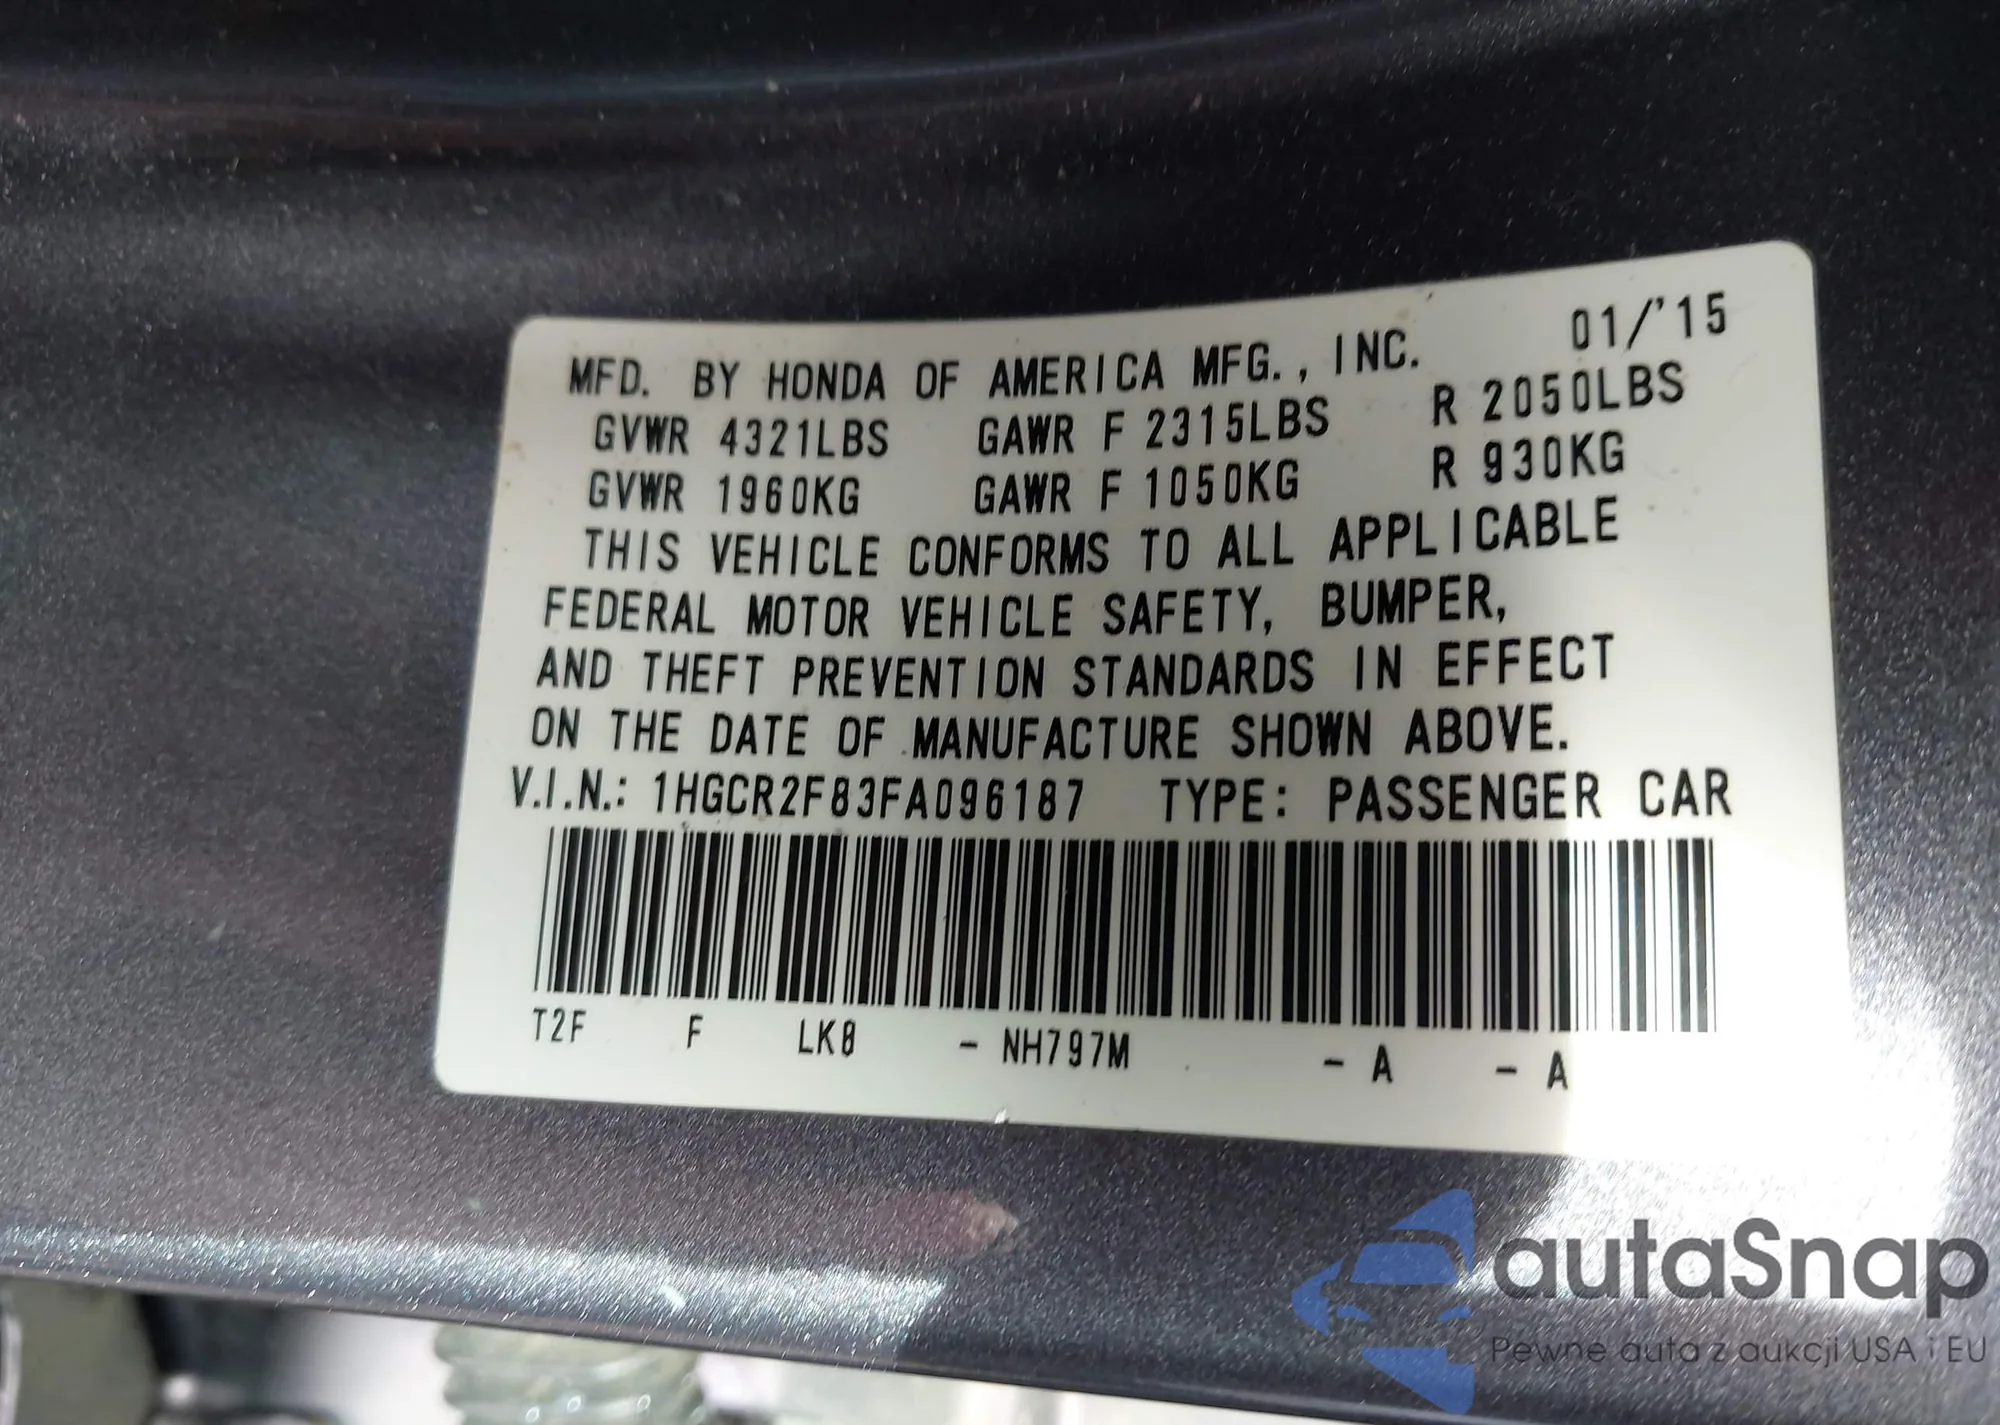 MFD. BY HONDA OF AMERICA MFG., INC. 01/'15
GVWR 4321LBS GAWR F 2315LBS R 2050LBS
GVWR 1960KG GAWR F 1050KG R 930KG
THIS VEHICLE CONFORMS TO ALL APPLICABLE
FEDERAL MOTOR VEHICLE SAFETY, BUMPER,
AND THEFT PREVENTION STANDARDS IN EFFECT
ON THE DATE OF MANUFACTURE SHOWN ABOVE.
V.I.N.: 1HGCR2F83FA096187 TYPE: PASSENGER CAR
T2F F LK8 - NH797M - A - A
autaSnap
Pewne auta z aukcji USA i EU